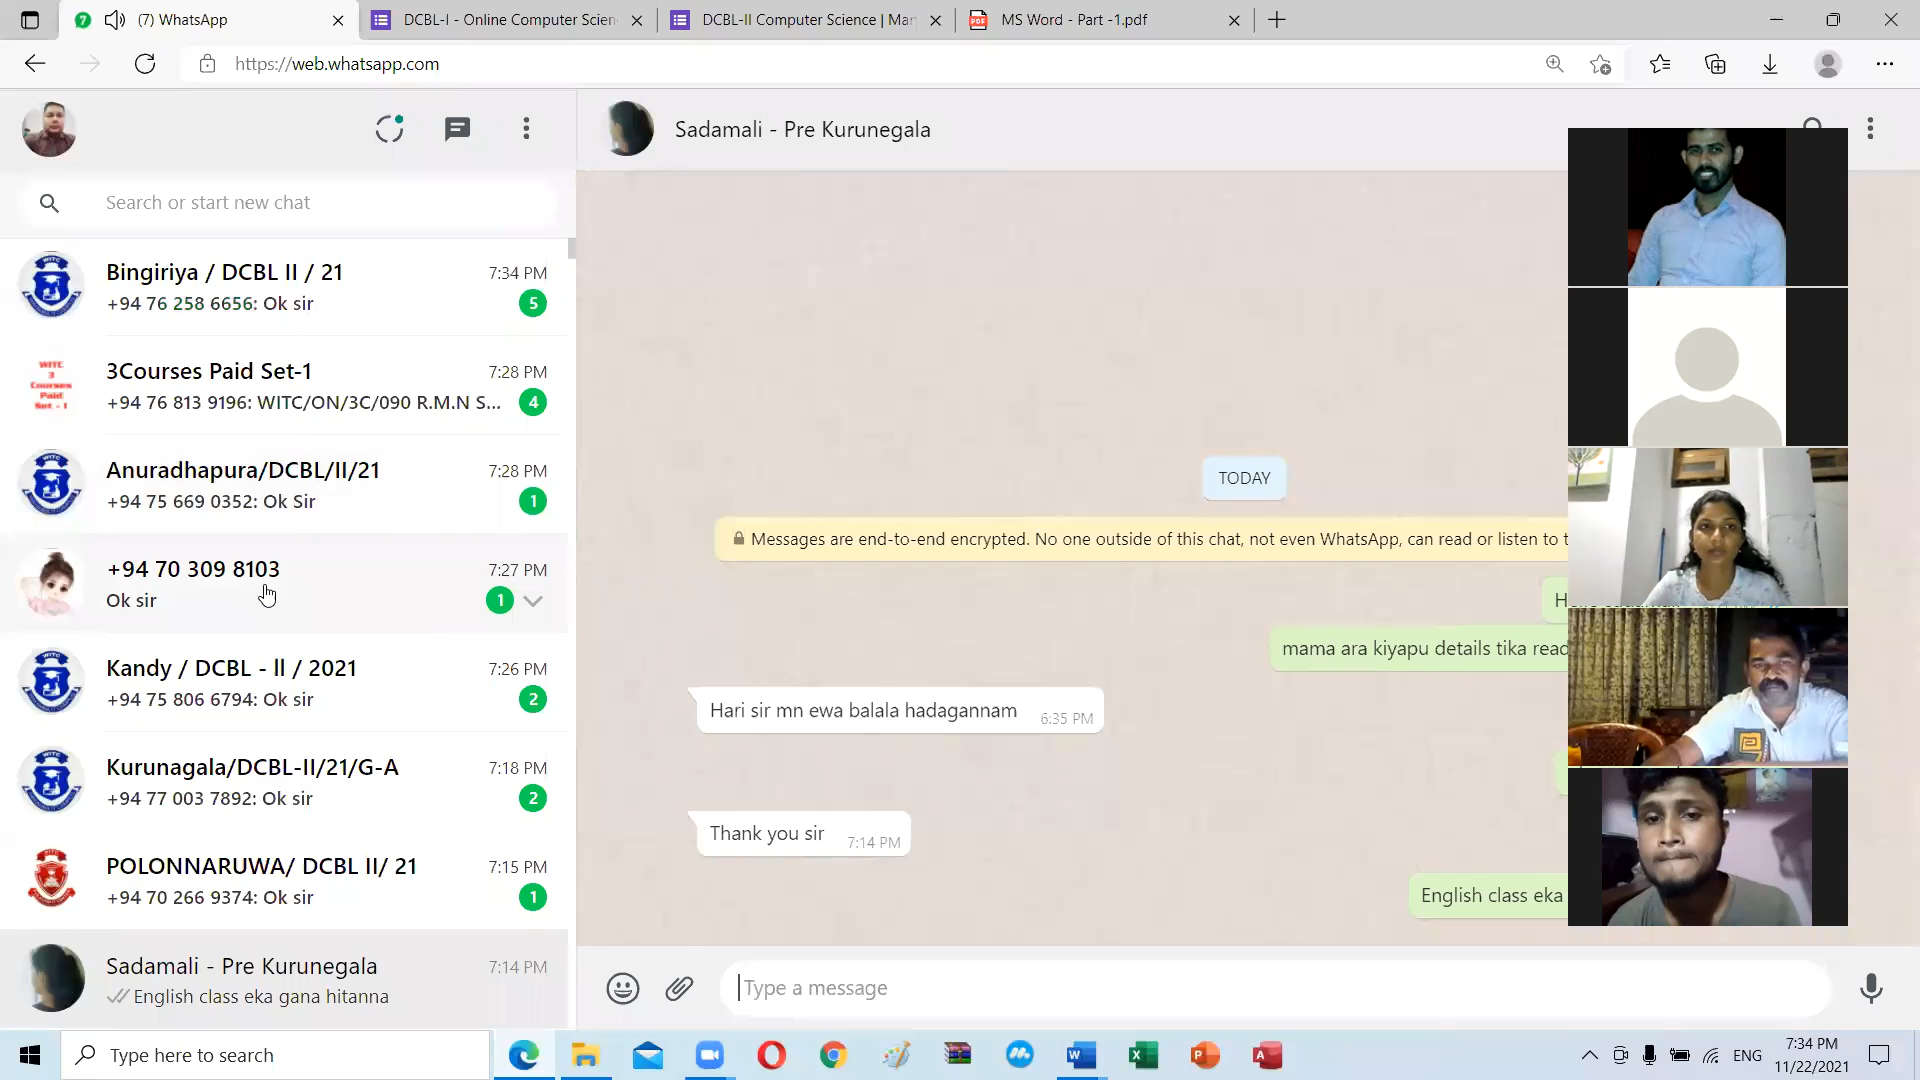 7
(7) WhatsApp
DCBL-I - Online Computer Scien
DCBL-II Computer Science | Mar
MS Word - Part -1.pdf
https://web.whatsapp.com
Sadamali - Pre Kurunegala
Search or start new chat
Bingiriya / DCBL II / 21
7:34 PM
+94 76 258 6656: Ok sir
5
WITC
3
Courses
Paid
Set - 1
3Courses Paid Set-1
7:28 PM
+94 76 813 9196: WITC/ON/3C/090 R.M.N S...
4
Anuradhapura/DCBL/II/21
7:28 PM
+94 75 669 0352: Ok Sir
1
+94 70 309 8103
7:27 PM
Ok sir
1
Kandy / DCBL - ll / 2021
7:26 PM
+94 75 806 6794: Ok sir
2
Kurunagala/DCBL-II/21/G-A
7:18 PM
+94 77 003 7892: Ok sir
2
POLONNARUWA/ DCBL II/ 21
7:15 PM
+94 70 266 9374: Ok sir
1
Sadamali - Pre Kurunegala
7:14 PM
English class eka gana hitanna
TODAY
Messages are end-to-end encrypted. No one outside of this chat, not even WhatsApp, can read or listen to t
mama ara kiyapu details tika read
Hari sir mn ewa balala hadagannam
6:35 PM
Thank you sir
7:14 PM
English class eka
Type a message
Type here to search
ENG
7:34 PM
11/22/2021